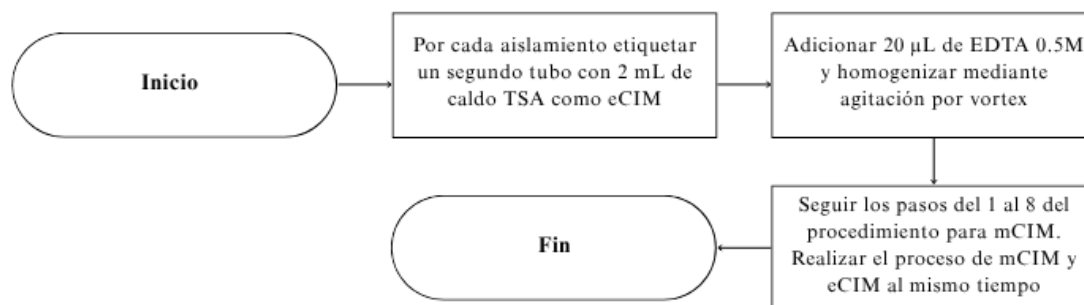 Inicio
Por cada aislamiento etiquetar
un segundo tubo con 2 mL de
caldo TSA como eCIM
Adicionar 20 µL de EDTA 0.5M
y homogenizar mediante
agitación por vortex
Seguir los pasos del 1 al 8 del
procedimiento para mCIM.
Realizar el proceso de mCIM y
eCIM al mismo tiempo
Fin